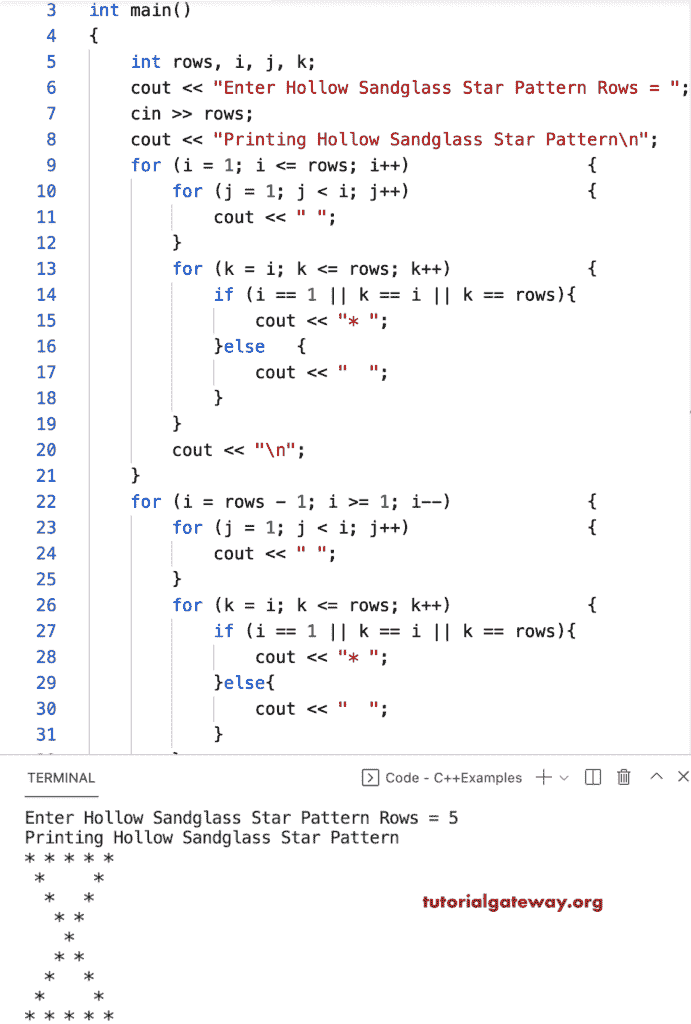 3 int main()
4 {
5     int rows, i, j, k;
6     cout << "Enter Hollow Sandglass Star Pattern Rows = ";
7     cin >> rows;
8     cout << "Printing Hollow Sandglass Star Pattern\n";
9     for (i = 1; i <= rows; i++)                 {
10         for (j = 1; j < i; j++)                 {
11             cout << " ";
12         }
13         for (k = i; k <= rows; k++)             {
14             if (i == 1 || k == i || k == rows){
15                 cout << "* ";
16             }else   {
17                 cout << "  ";
18             }
19         }
20         cout << "\n";
21     }
22     for (i = rows - 1; i >= 1; i--)             {
23         for (j = 1; j < i; j++)                 {
24             cout << " ";
25         }
26         for (k = i; k <= rows; k++)             {
27             if (i == 1 || k == i || k == rows){
28                 cout << "* ";
29             }else{
30                 cout << "  ";
31             }
TERMINAL Code - C++Examples
Enter Hollow Sandglass Star Pattern Rows = 5
Printing Hollow Sandglass Star Pattern
* * * * *
 *     *
  *   *
   * *
    *
   * *
  *   *
 *     *
* * * * *
tutorialgateway.org